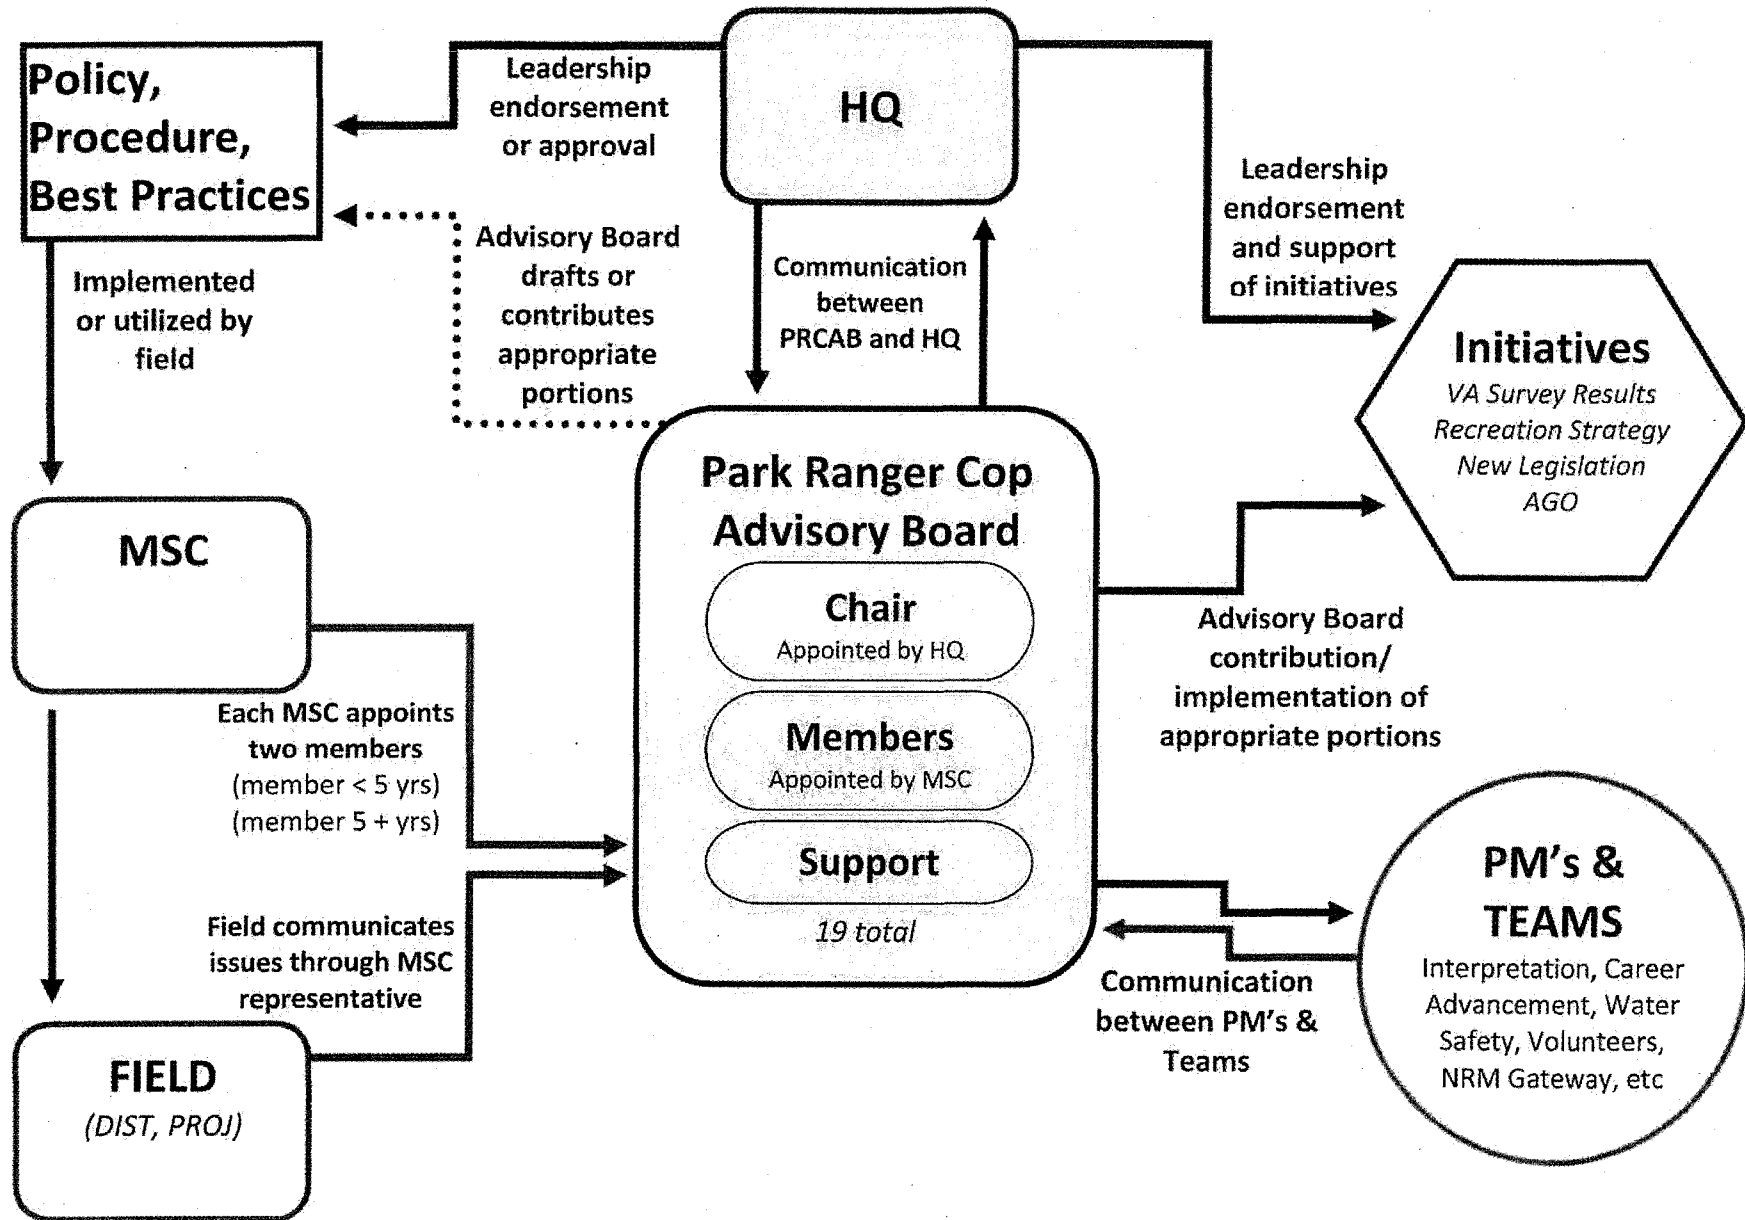 Policy,
Procedure,
Best Practices
Leadership
endorsement
or approval
HQ
Leadership
endorsement
and support
of initiatives
Implemented
or utilized by
field
Advisory Board
drafts or
contributes
appropriate
portions
Communication
between
PRCAB and HQ
Initiatives
VA Survey Results
Recreation Strategy
New Legislation
AGO
MSC
Park Ranger Cop
Advisory Board
Chair
Appointed by HQ
Members
Appointed by MSC
Support
19 total
Advisory Board
contribution/
implementation of
appropriate portions
Each MSC appoints
two members
(member < 5 yrs)
(member 5 + yrs)
Field communicates
issues through MSC
representative
FIELD
(DIST, PROJ)
Communication
between PM's &
Teams
PM's &
TEAMS
Interpretation, Career
Advancement, Water
Safety, Volunteers,
NRM Gateway, etc